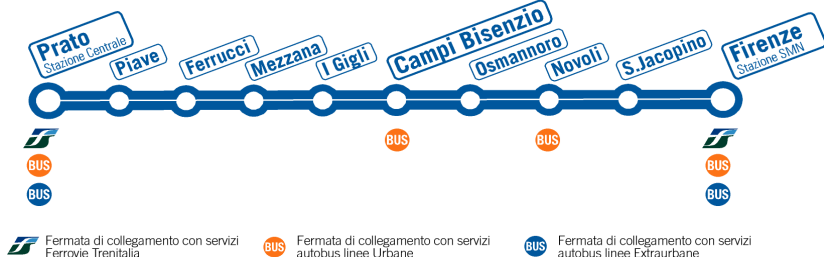 Prato
Stazione Centrale
Piave
Ferrucci
Mezzana
I Gigli
Campi Bisenzio
Osmannoro
Novoli
S.Jacopino
Firenze
Stazione SMN
BUS
BUS
BUS
BUS
BUS
BUS
Fermata di collegamento con servizi
Ferrovie Trenitalia
BUS
Fermata di collegamento con servizi
autobus linee Urbane
BUS
Fermata di collegamento con servizi
autobus linee Extraurbane